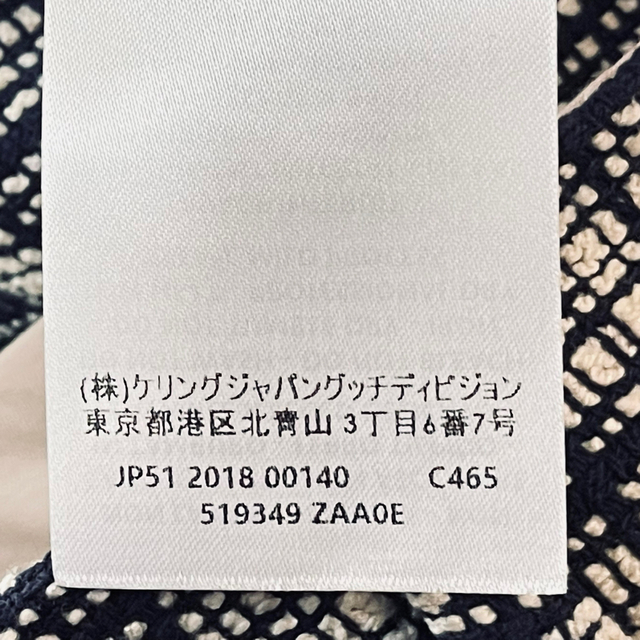 (株)ケリングジャパングッチディビジョン
東京都港区北青山 3丁目6番7号
JP51 2018 00140 C465
519349 ZAA0E